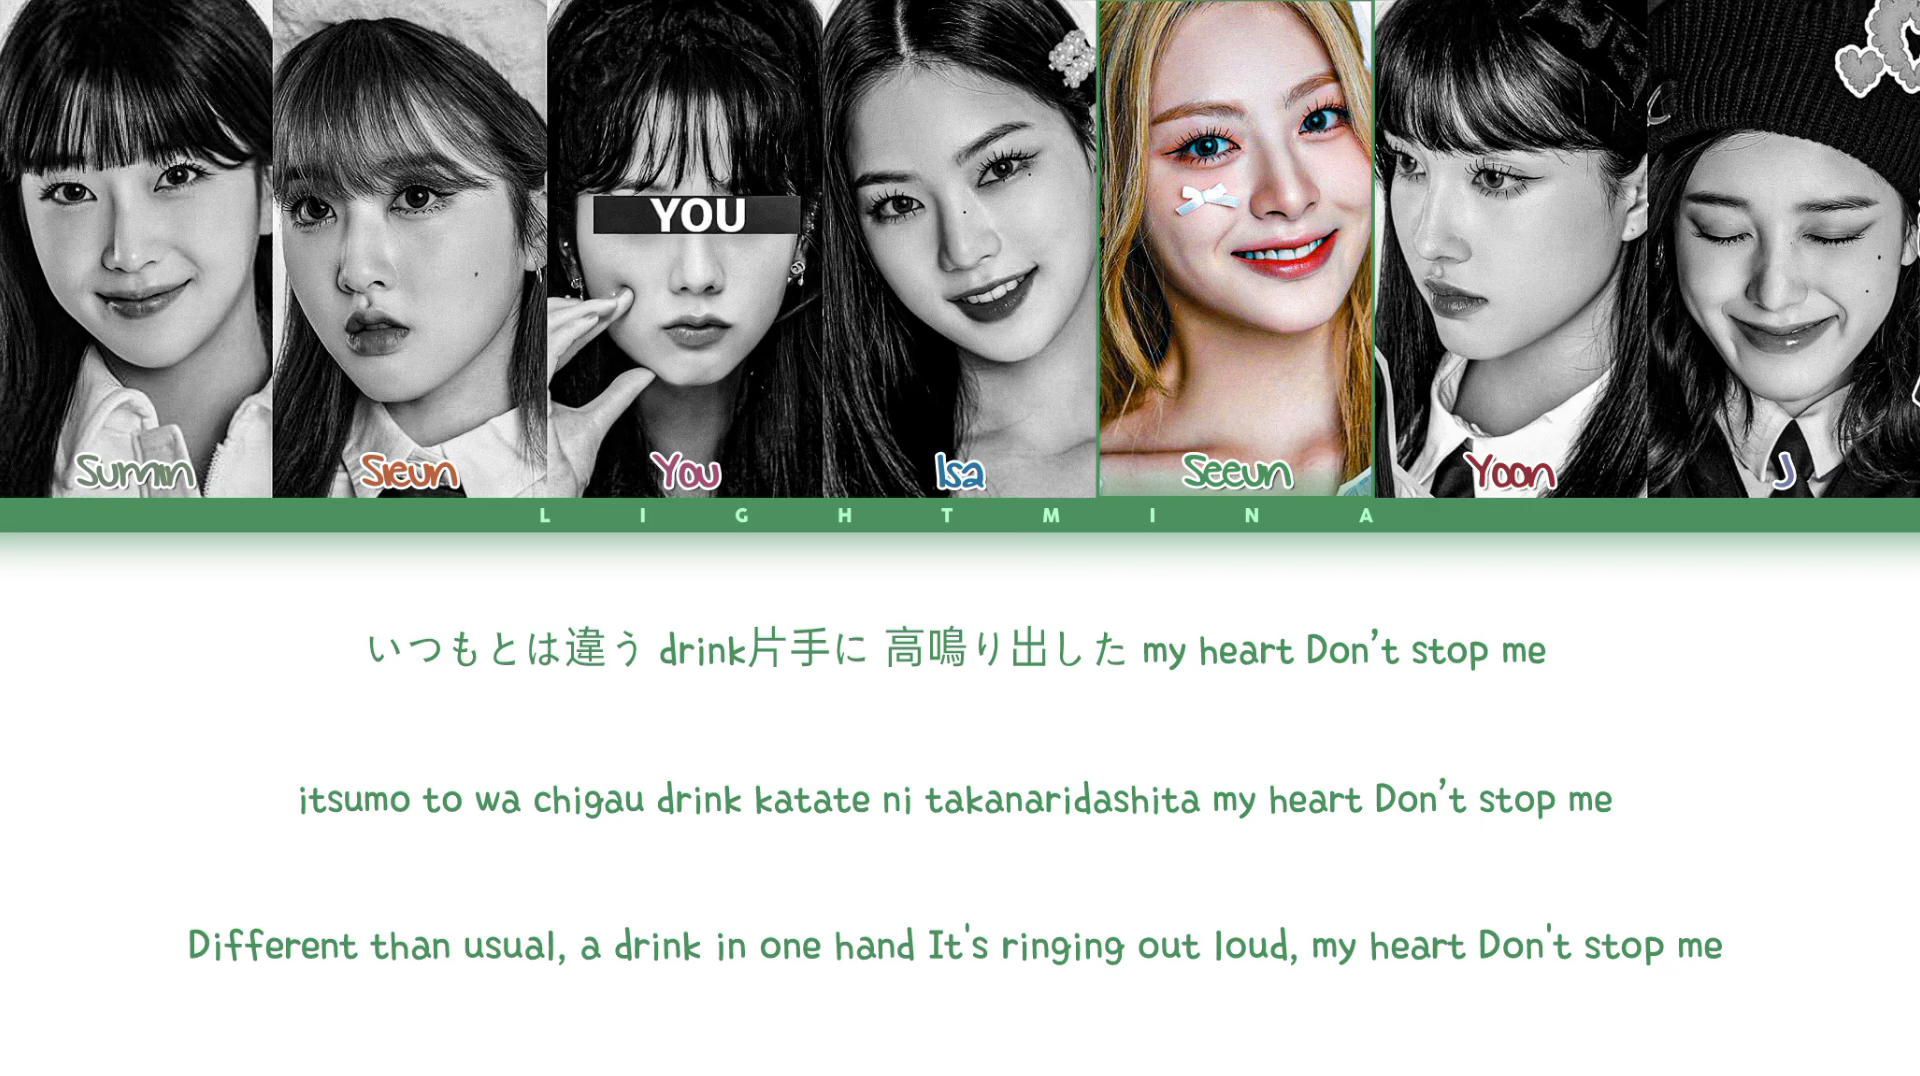 YOU
Sumin Sieun You Isa Seeun Yoon J
LIGHTMINA
いつもとは違う drink片手に 高鳴り出した my heart Don’t stop me
itsumo to wa chigau drink katate ni takanaridashita my heart Don’t stop me
Different than usual, a drink in one hand It's ringing out loud, my heart Don't stop me